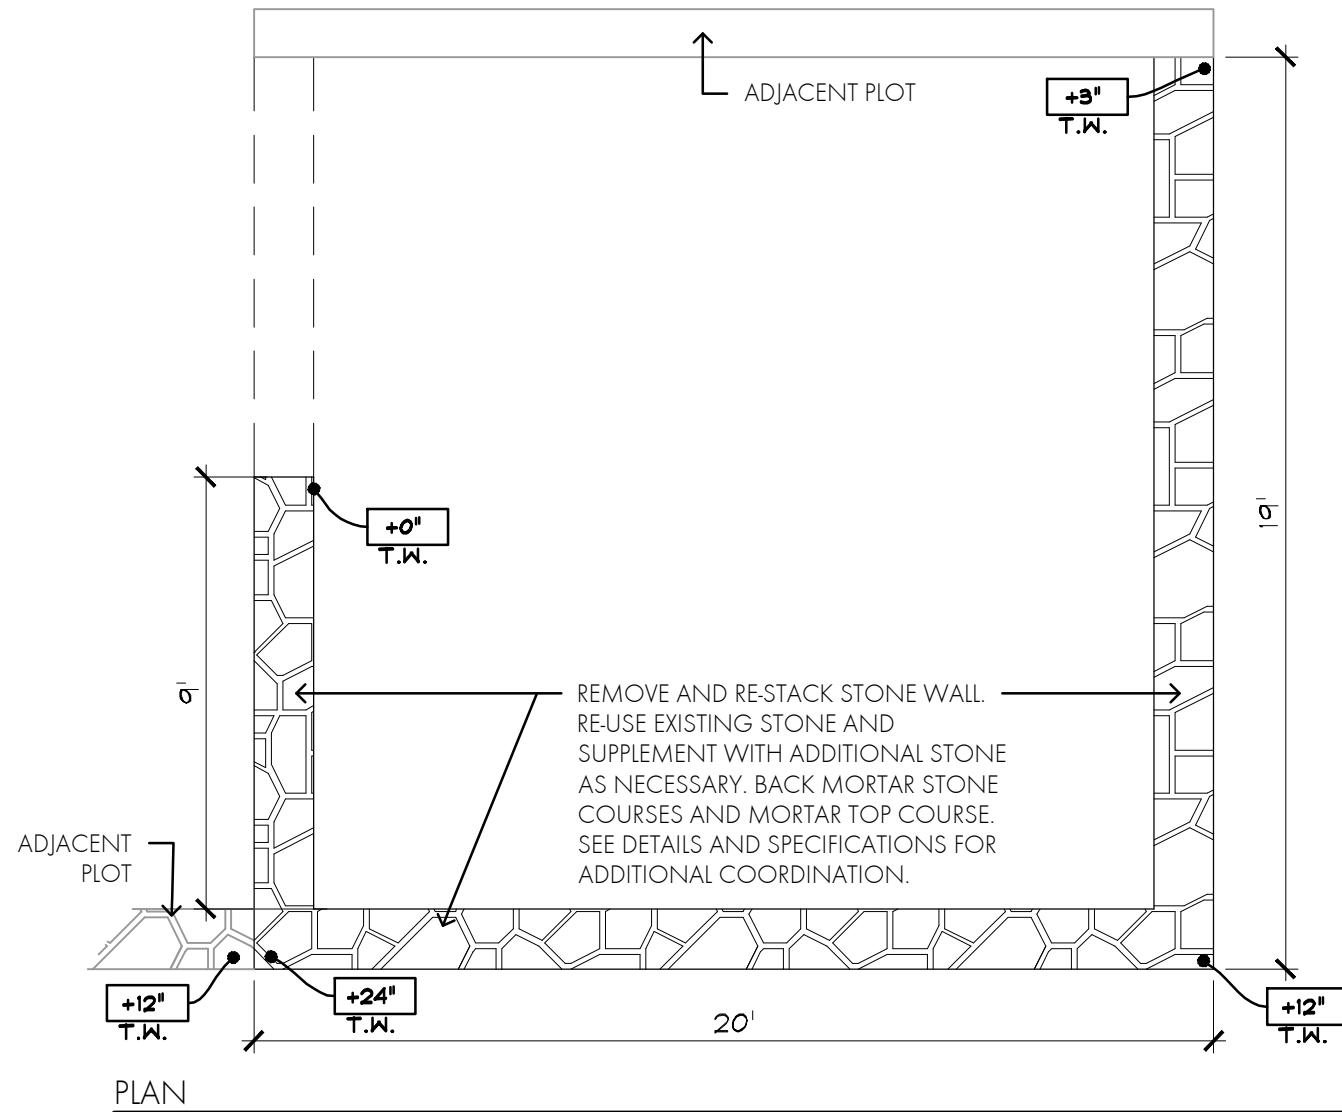 ADJACENT PLOT
+3"
T.W.
+0"
T.W.
19'
9'
REMOVE AND RE-STACK STONE WALL.
RE-USE EXISTING STONE AND
SUPPLEMENT WITH ADDITIONAL STONE
AS NECESSARY. BACK MORTAR STONE
COURSES AND MORTAR TOP COURSE.
SEE DETAILS AND SPECIFICATIONS FOR
ADDITIONAL COORDINATION.
ADJACENT
PLOT
+12"
T.W.
+24"
T.W.
20'
+12"
T.W.
PLAN